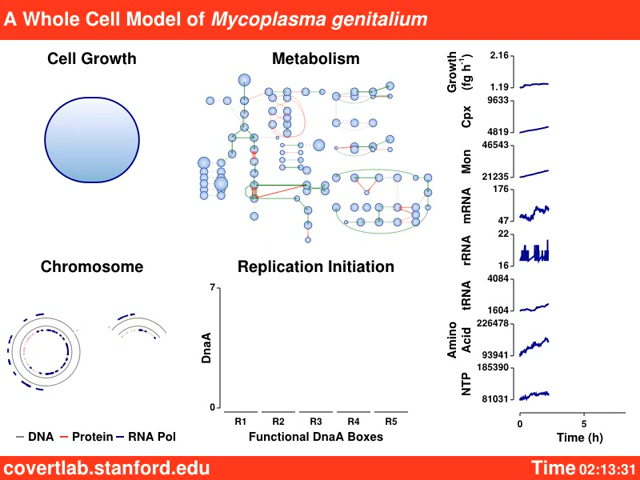 A Whole Cell Model of Mycoplasma genitalium
Cell Growth
Metabolism
Chromosome
DNA Protein RNA Pol
Replication Initiation
7
DnaA
0
R1 R2 R3 R4 R5
Functional DnaA Boxes
Growth
(fg h⁻¹)
2.16
1.19
Cpx
9633
4819
Mon
46543
21235
mRNA
176
47
rRNA
22
16
tRNA
4084
1604
Amino
Acid
226478
93941
NTP
185390
81031
0 5
Time (h)
covertlab.stanford.edu
Time 02:13:31